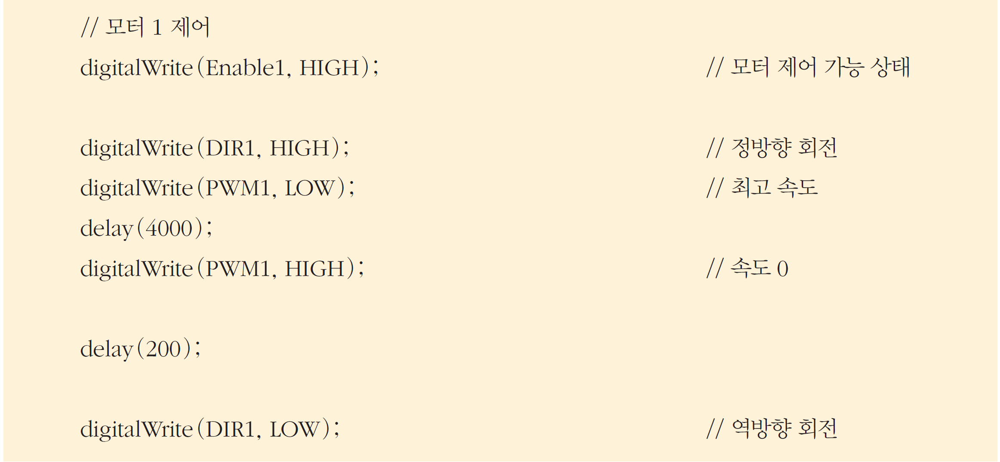 // 모터 1 제어
digitalWrite(Enable1, HIGH); // 모터 제어 가능 상태
digitalWrite(DIR1, HIGH); // 정방향 회전
digitalWrite(PWM1, LOW); // 최고 속도
delay(4000);
digitalWrite(PWM1, HIGH); // 속도 0
delay(200);
digitalWrite(DIR1, LOW); // 역방향 회전